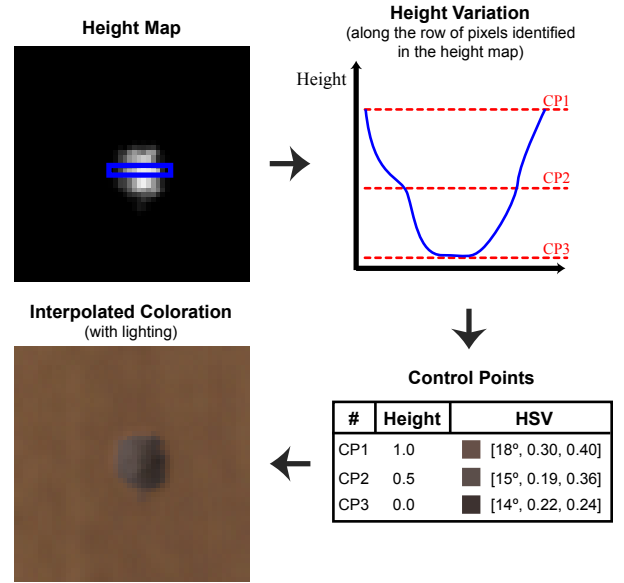 Height Map
Height Variation
(along the row of pixels identified
in the height map)
Height
CP1
CP2
CP3
Interpolated Coloration
(with lighting)
Control Points
# Height HSV
CP1 1.0 [18º, 0.30, 0.40]
CP2 0.5 [15º, 0.19, 0.36]
CP3 0.0 [14º, 0.22, 0.24]